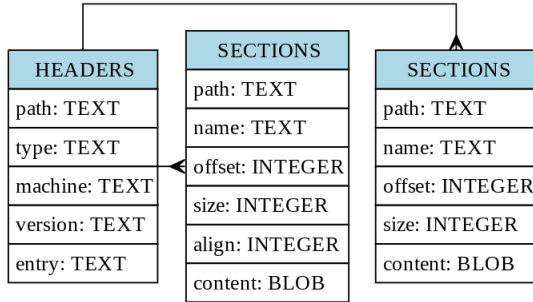 HEADERS
path: TEXT
type: TEXT
machine: TEXT
version: TEXT
entry: TEXT
SECTIONS
path: TEXT
name: TEXT
offset: INTEGER
size: INTEGER
align: INTEGER
content: BLOB
SECTIONS
path: TEXT
name: TEXT
offset: INTEGER
size: INTEGER
content: BLOB